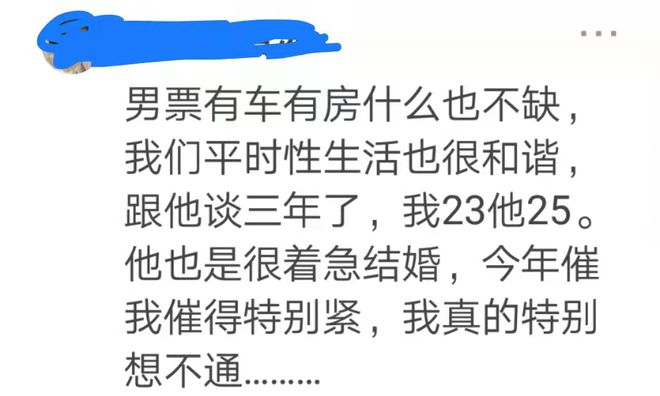 男票有车有房什么也不缺，
我们平时性生活也很和谐，
跟他谈三年了，我23他25。
他也是很着急结婚，今年催
我催得特别紧，我真的特别
想不通………